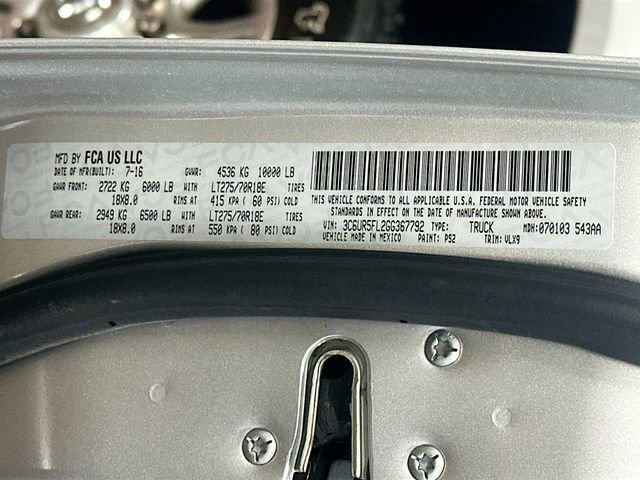 MFD BY FCA US LLC
DATE OF MFR(BUILT): 7-16 GVWR: 4536 KG 10000 LB
GAWR FRONT: 2722 KG 6000 LB WITH LT275/70R18E TIRES
18X8.0 RIMS AT 415 KPA ( 60 PSI) COLD
GAWR REAR: 2949 KG 6500 LB WITH LT275/70R18E TIRES
18X8.0 RIMS AT 550 KPA ( 80 PSI) COLD
THIS VEHICLE CONFORMS TO ALL APPLICABLE U.S.A. FEDERAL MOTOR VEHICLE SAFETY
STANDARDS IN EFFECT ON THE DATE OF MANUFACTURE SHOWN ABOVE.
VIN: 3C6UR5FL2GG367792 TYPE: TRUCK MDH: 070103 543AA
VEHICLE MADE IN MEXICO PAINT: PS2 TRIM: VLX9